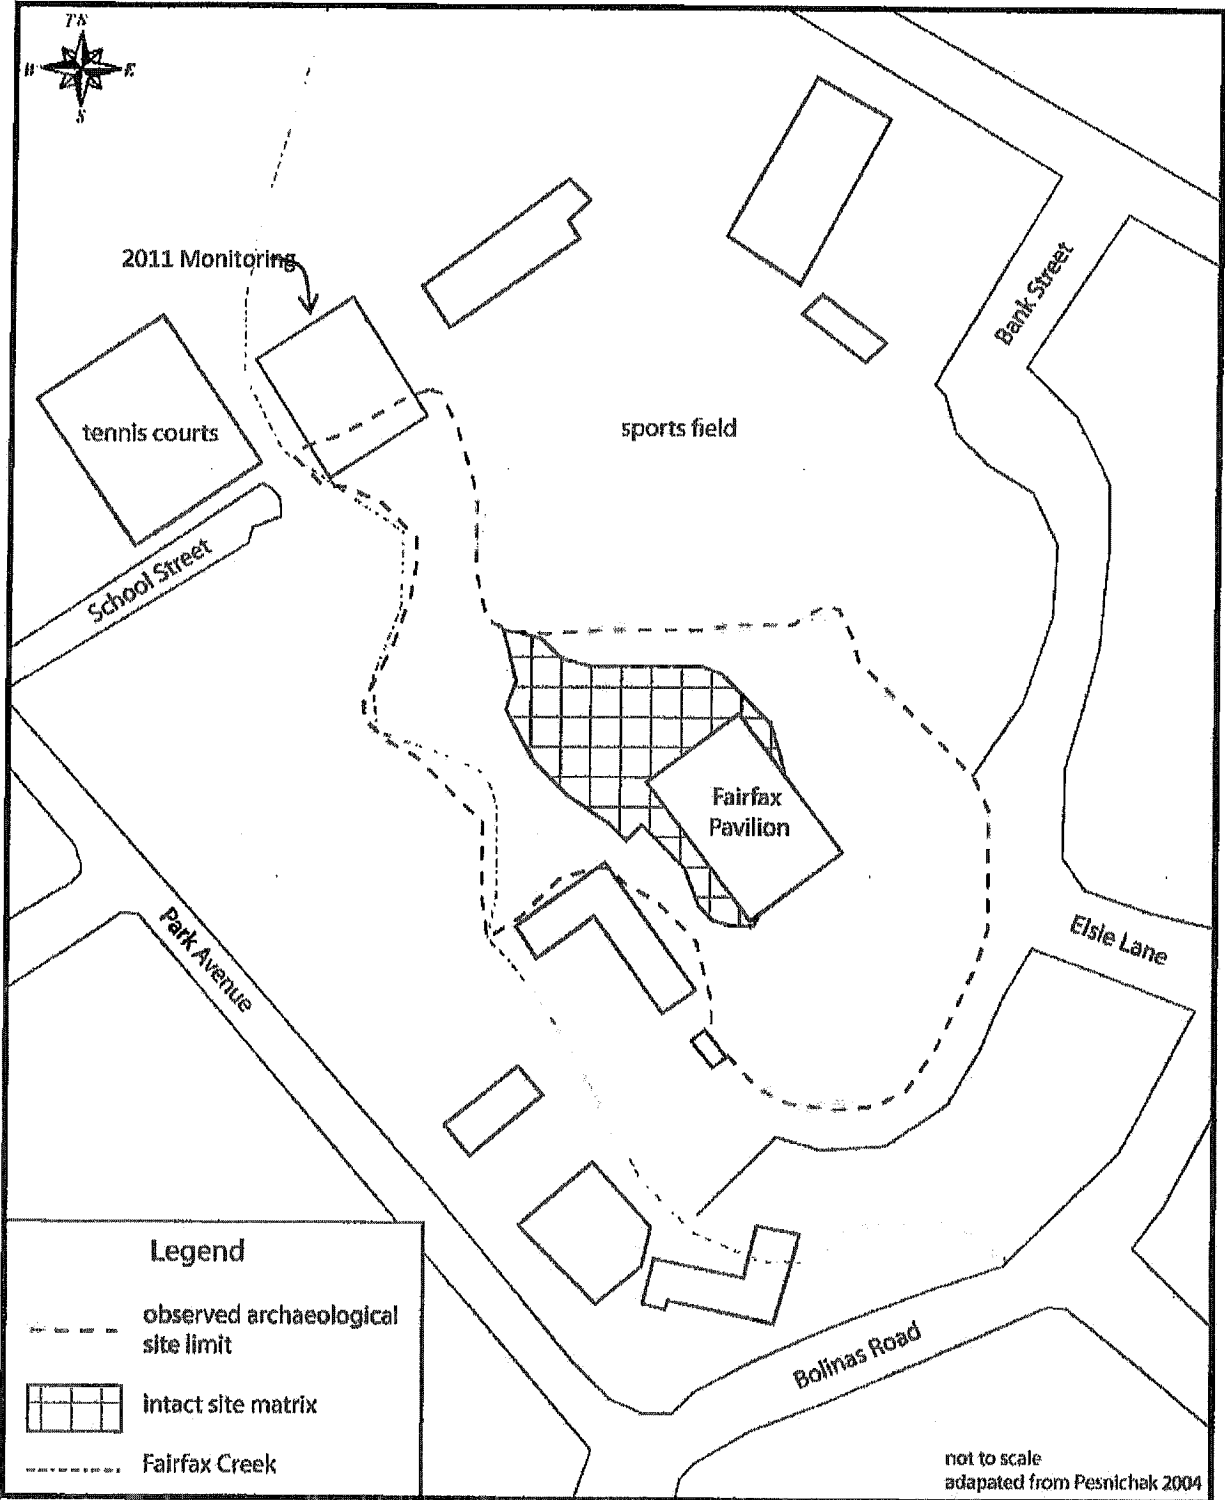 TN
W E
S
2011 Monitoring
tennis courts
sports field
Bank Street
School Street
Fairfax
Pavilion
Elsie Lane
Park Avenue
Legend
observed archaeological
site limit
intact site matrix
Fairfax Creek
Bolinas Road
not to scale
adapated from Pesnichak 2004